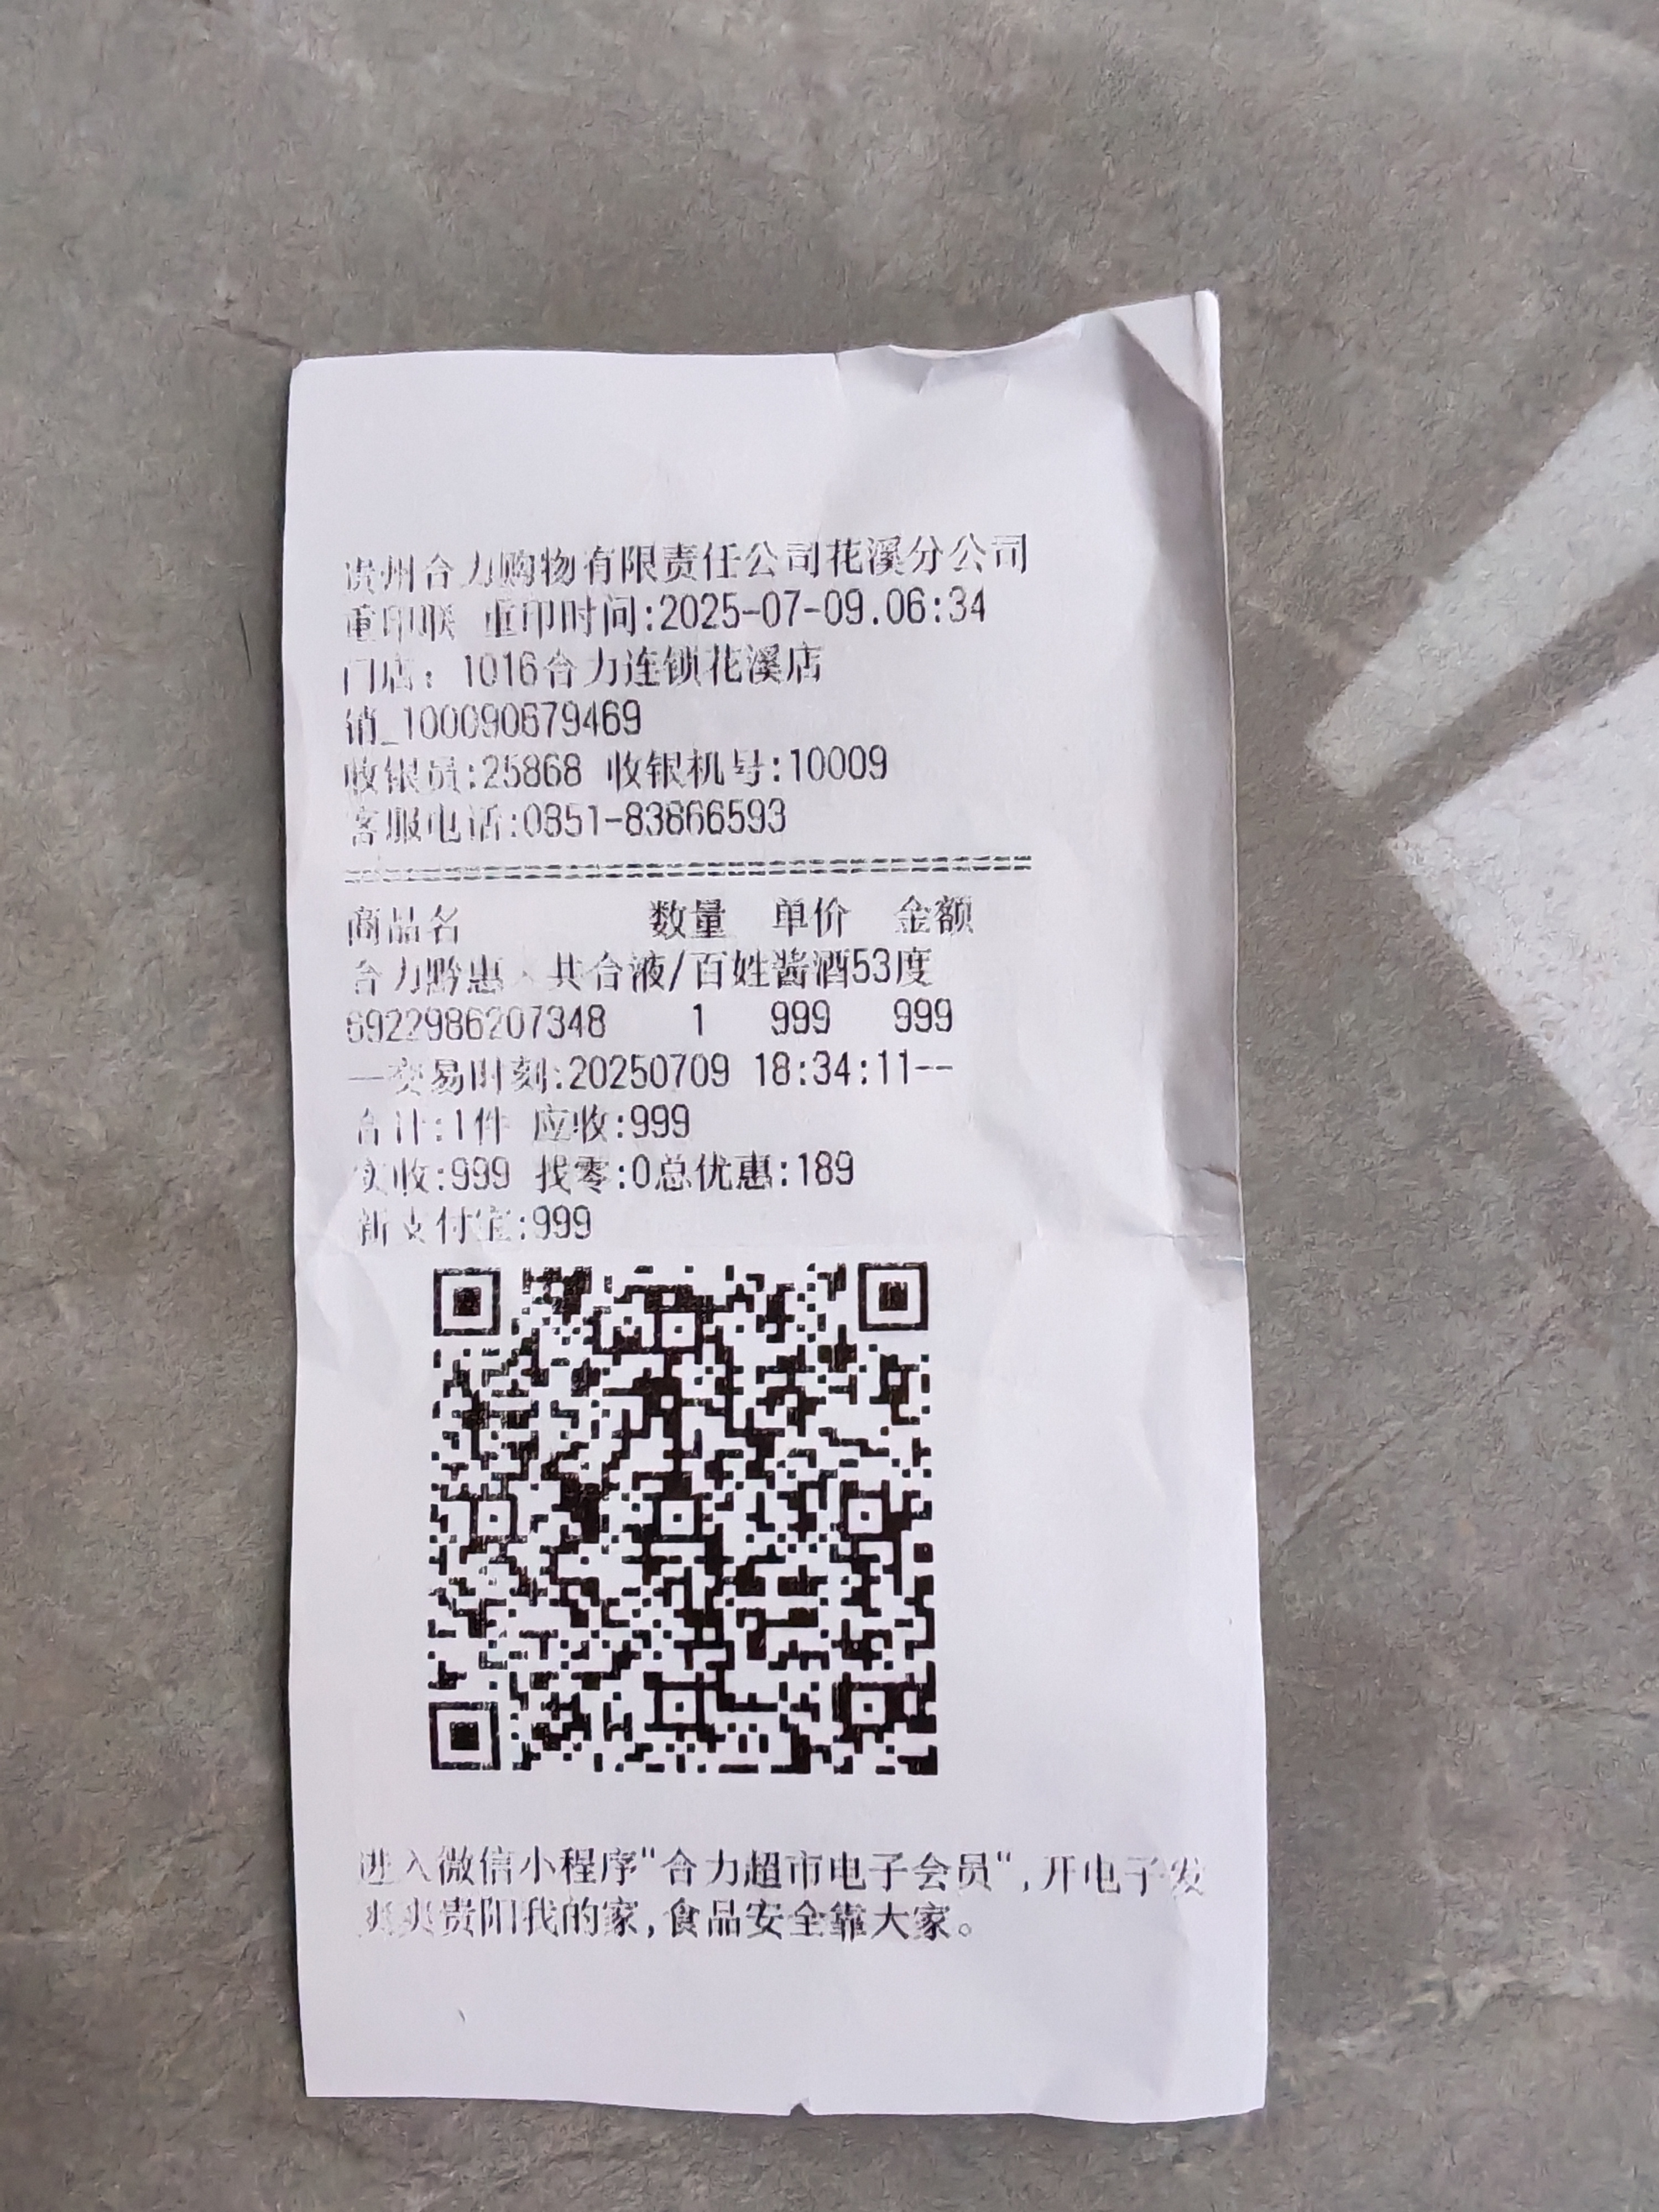 贵州合力购物有限责任公司花溪分公司
重印联 重印时间:2025-07-09.06:34
门店: 1016合力连锁花溪店
销_100090679469
收银员:25868 收银机号:10009
客服电话:0851-83866593
商品名 数量 单价 金额
合力黔惠 共合液/百姓酱酒53度
6922986207348 1 999 999
—交易时刻:20250709 18:34:11--
合计:1件 应收:999
实收:999 找零:0总优惠:189
新支付宝:999
进入微信小程序"合力超市电子会员",开电子发
爽爽贵阳我的家,食品安全靠大家。